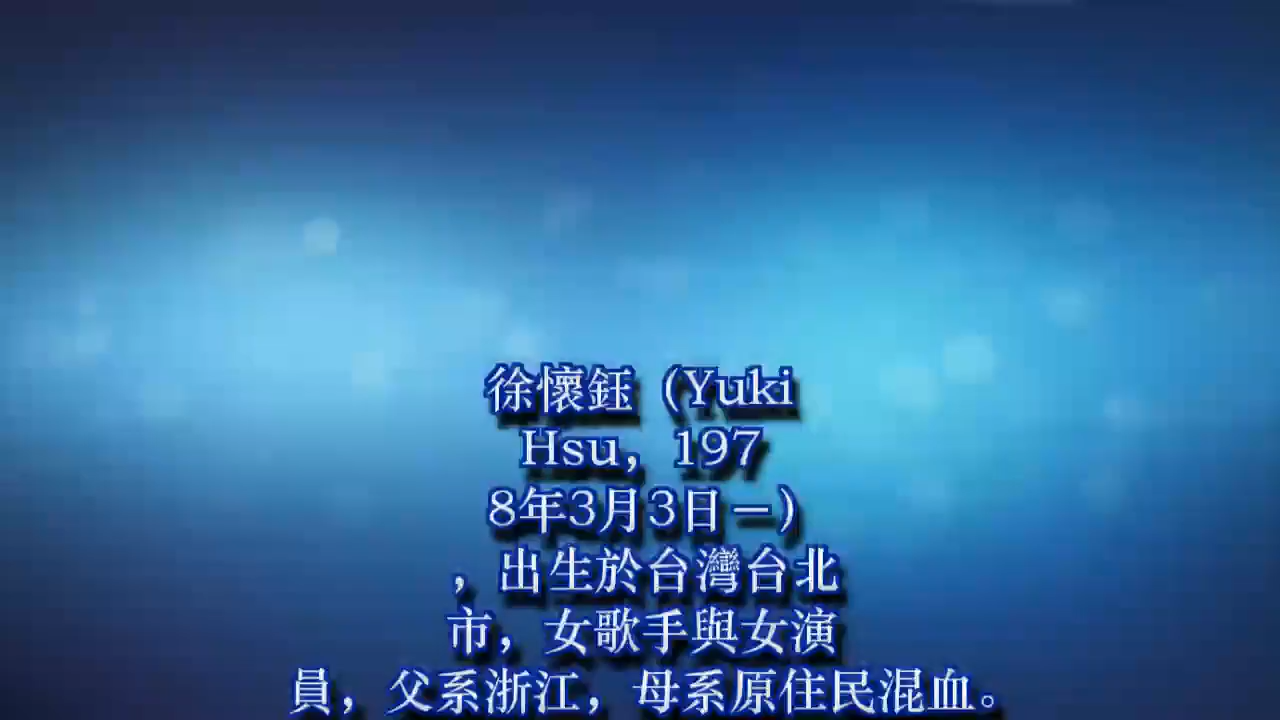 徐懷鈺（Yuki
Hsu，197
8年3月3日－）
，出生於台灣台北
市，女歌手與女演
員，父系浙江，母系原住民混血。